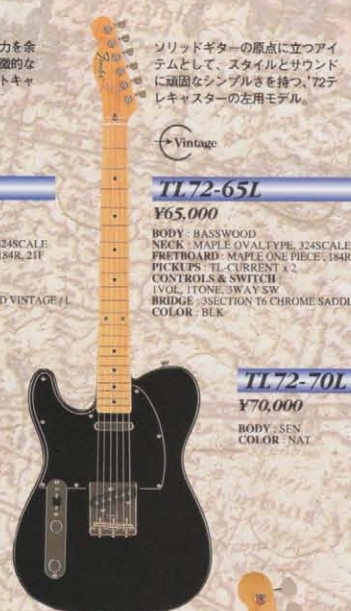 力を余
徴的な
トキャ
24SCALE
184R, 21F
D VINTAGE / L
Fender
ソリッドギターの原点に立つアイ
テムとして、スタイルとサウンド
に頑固なシンプルさを持つ、'72テ
レキャスターの左用モデル。
Vintage
TL72-65L
¥65,000
BODY : BASSWOOD
NECK : MAPLE OVALTYPE, 324SCALE
FRETBOARD : MAPLE ONE PIECE , 184R
PICKUPS : TL-CURRENT x 2
CONTROLS & SWITCH :
1VOL, 1TONE, 3WAY SW
BRIDGE : 3SECTION T6 CHROME SADDL
COLOR : BLK
TL72-70L
¥70,000
BODY : SEN
COLOR : NAT